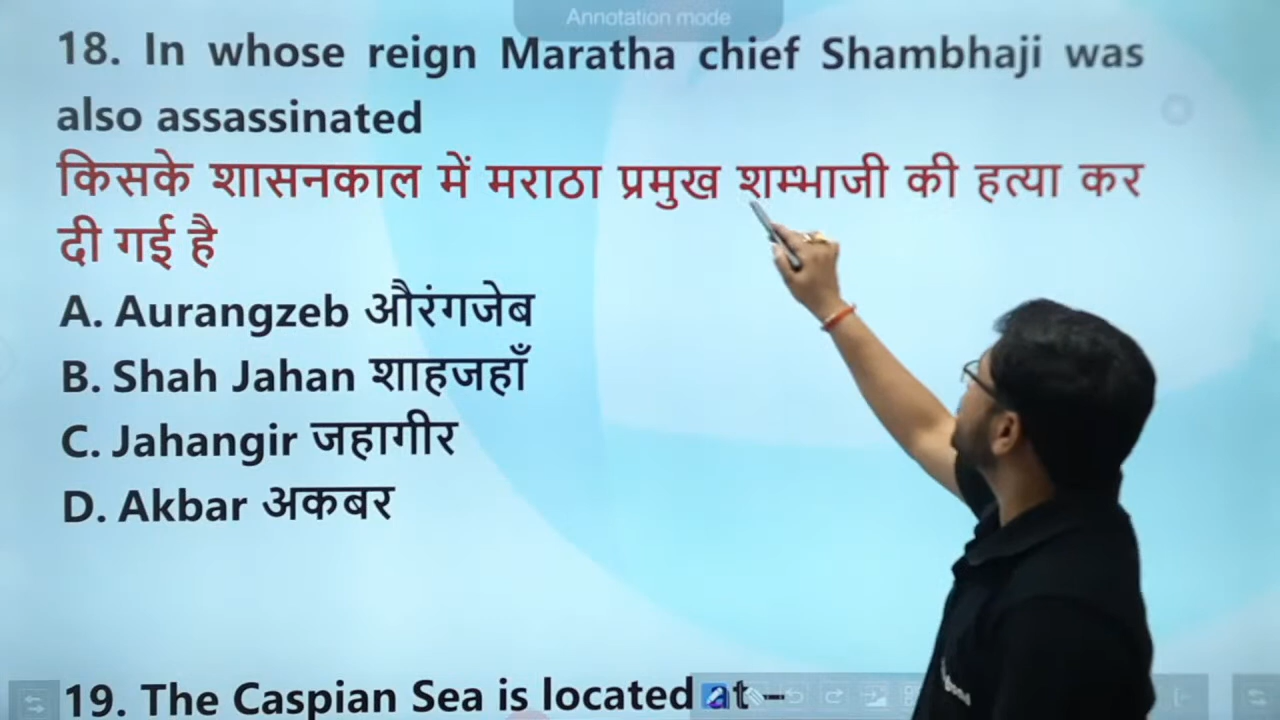 Annotation mode
18. In whose reign Maratha chief Shambhaji was
also assassinated
किसके शासनकाल में मराठा प्रमुख शम्भाजी की हत्या कर
दी गई है
A. Aurangzeb औरंगजेब
B. Shah Jahan शाहजहाँ
C. Jahangir जहागीर
D. Akbar अकबर
19. The Caspian Sea is located at –